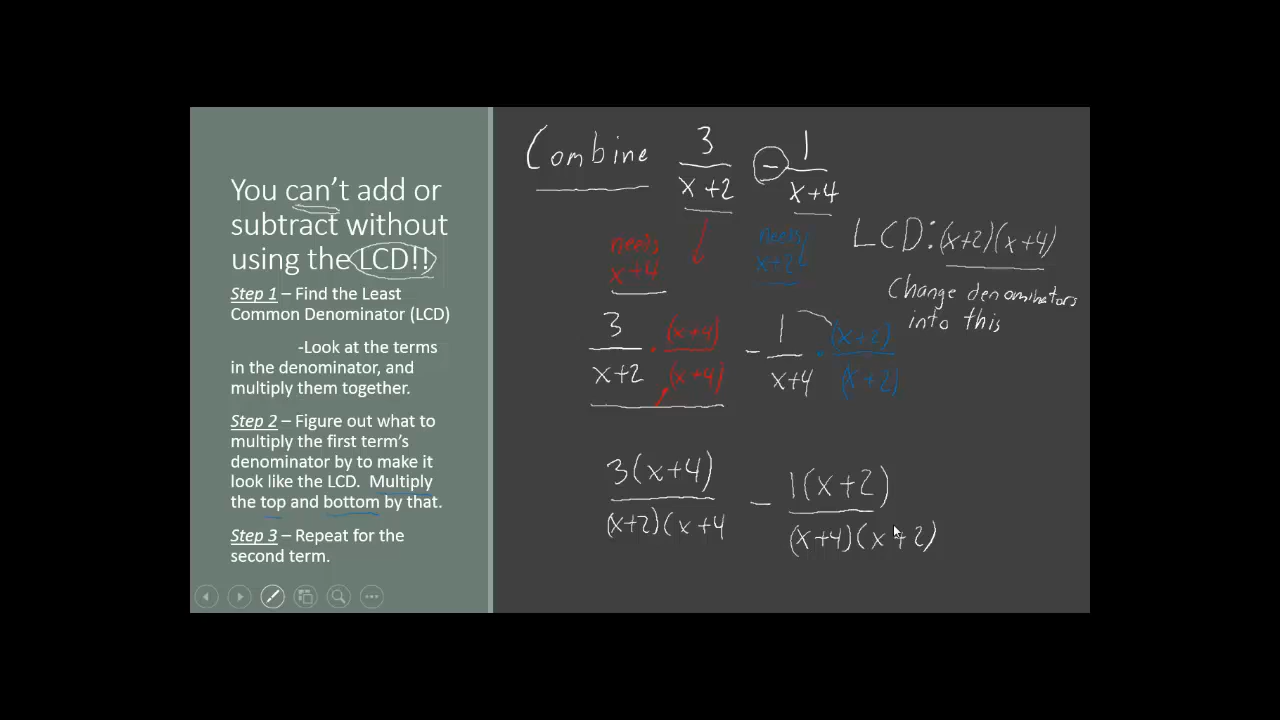 You can't add or
subtract without
using the LCD!!
Step 1 – Find the Least
Common Denominator (LCD)
-Look at the terms
in the denominator, and
multiply them together.
Step 2 – Figure out what to
multiply the first term's
denominator by to make it
look like the LCD. Multiply
the top and bottom by that.
Step 3 – Repeat for the
second term.
Combine 3/(x+2) − 1/(x+4)
LCD: (x+2)(x+4)
needs
x+4
needs
x+2
Change denominators
into this
3/(x+2) · (x+4)/(x+4) − 1/(x+4) · (x+2)/(x+2)
3(x+4) − 1(x+2)
(x+2)(x+4 (x+4)(x+2)